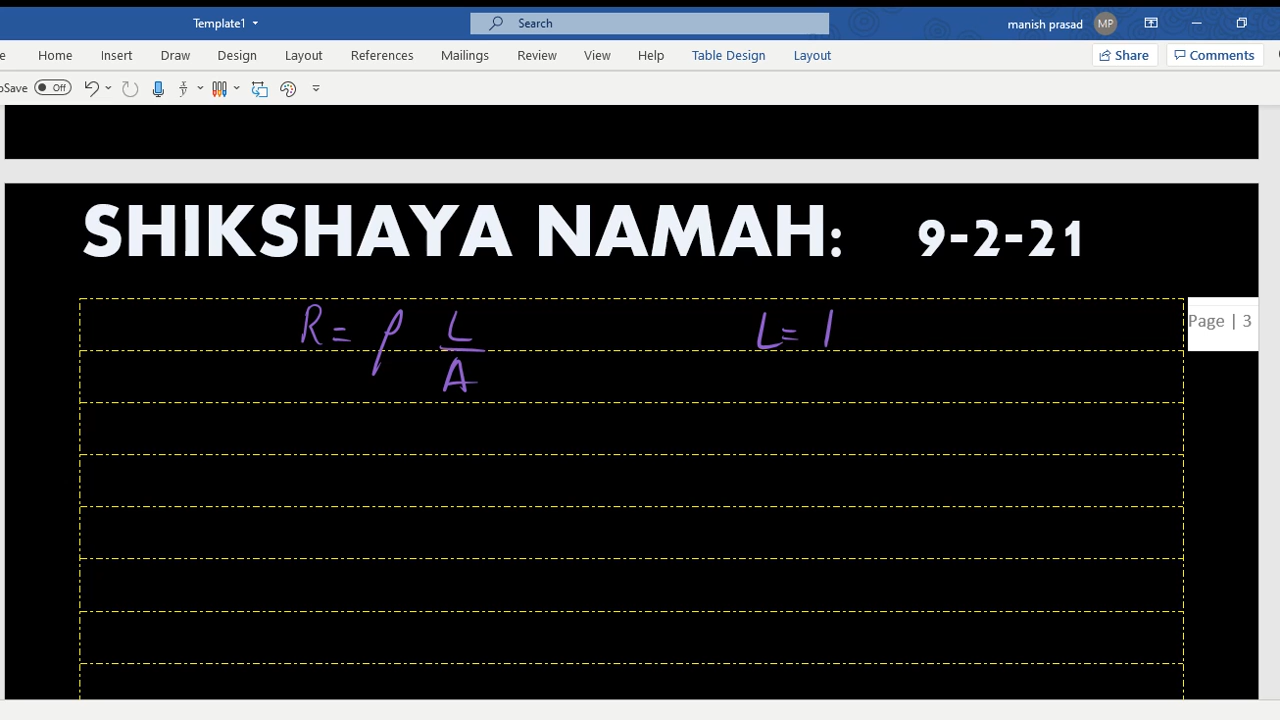 Template1
Search
manish prasad MP
Home Insert Draw Design Layout References Mailings Review View Help Table Design Layout Share Comments
Save Off
SHIKSHAYA NAMAH: 9-2-21
R = ρ L/A L = 1
Page | 3